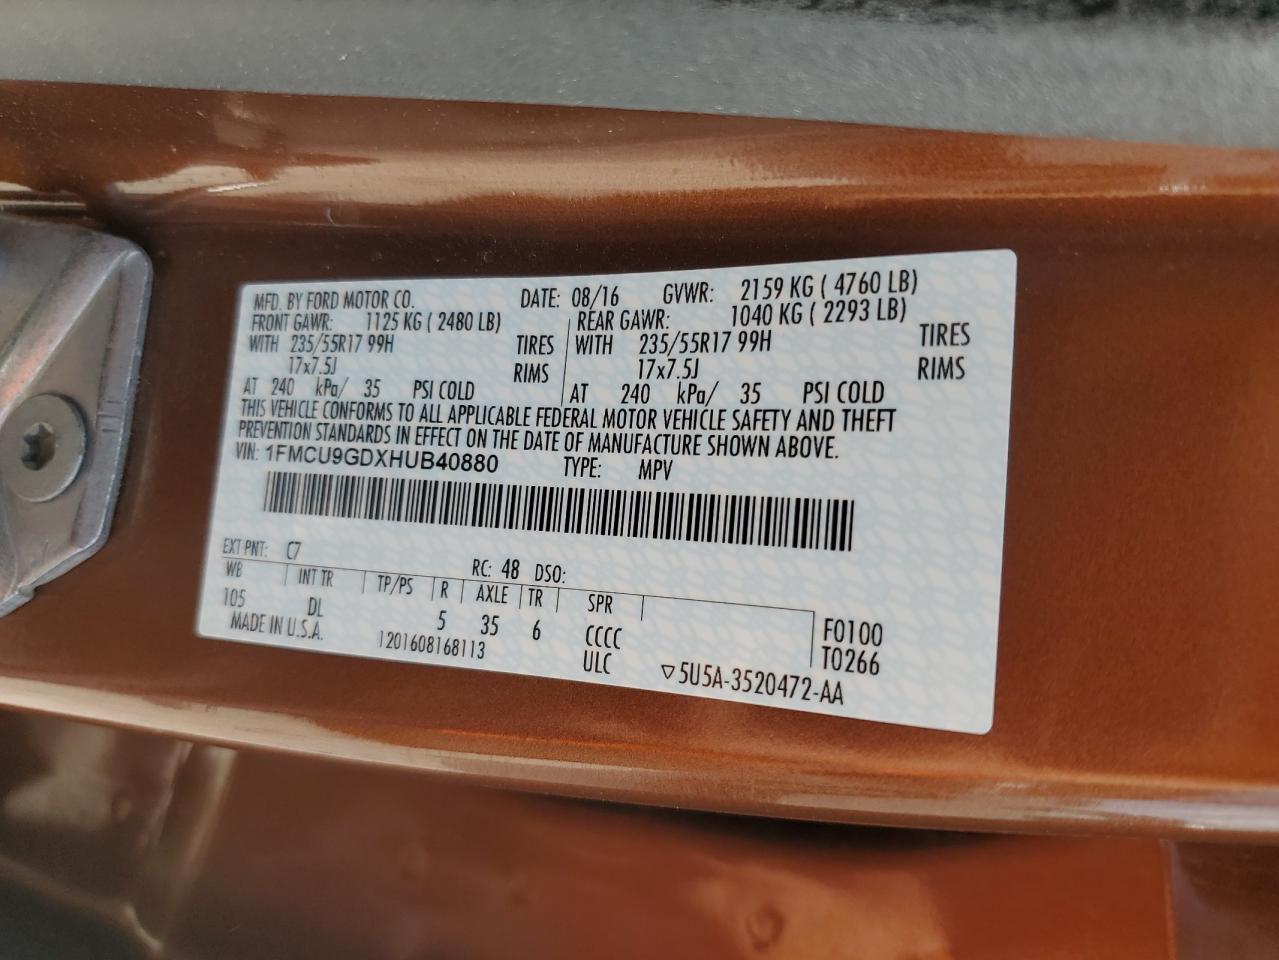 MFD. BY FORD MOTOR CO. DATE: 08/16 GVWR: 2159 KG ( 4760 LB)
FRONT GAWR: 1125 KG ( 2480 LB) REAR GAWR: 1040 KG ( 2293 LB)
WITH 235/55R17 99H TIRES WITH 235/55R17 99H TIRES
17x7.5J RIMS 17x7.5J RIMS
AT 240 kPa/ 35 PSI COLD AT 240 kPa/ 35 PSI COLD
THIS VEHICLE CONFORMS TO ALL APPLICABLE FEDERAL MOTOR VEHICLE SAFETY AND THEFT
PREVENTION STANDARDS IN EFFECT ON THE DATE OF MANUFACTURE SHOWN ABOVE.
VIN: 1FMCU9GDXHUB40880 TYPE: MPV
EXT PNT: C7 RC: 48 DSO:
WB INT TR TP/PS R AXLE TR SPR
105 DL 5 35 6 CCCC F0100
MADE IN U.S.A. 1201608168113 ULC T0266
▽5U5A-3520472-AA